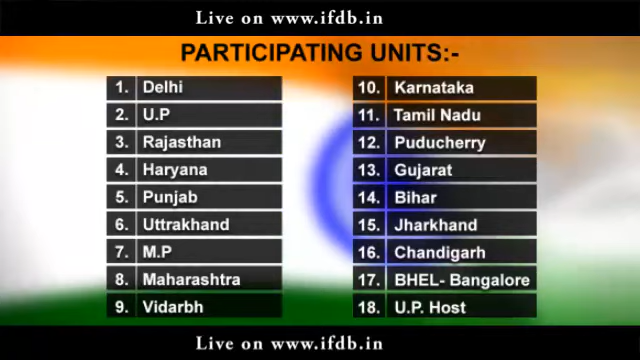 Live on www.ifdb.in
PARTICIPATING UNITS:-
1. Delhi
2. U.P
3. Rajasthan
4. Haryana
5. Punjab
6. Uttrakhand
7. M.P
8. Maharashtra
9. Vidarbh
10. Karnataka
11. Tamil Nadu
12. Puducherry
13. Gujarat
14. Bihar
15. Jharkhand
16. Chandigarh
17. BHEL- Bangalore
18. U.P. Host
Live on www.ifdb.in